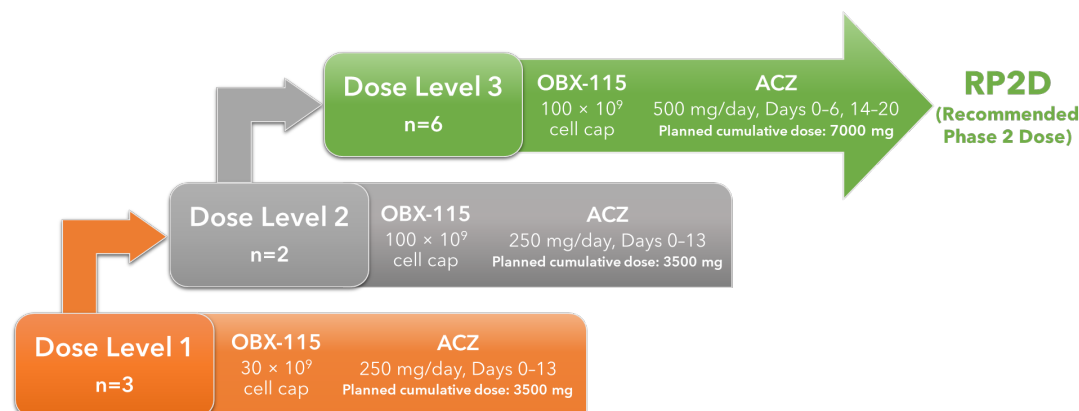 Dose Level 3
n=6
OBX-115
100 × 10⁹
cell cap
ACZ
500 mg/day, Days 0–6, 14–20
Planned cumulative dose: 7000 mg
RP2D
(Recommended
Phase 2 Dose)
Dose Level 2
n=2
OBX-115
100 × 10⁹
cell cap
ACZ
250 mg/day, Days 0–13
Planned cumulative dose: 3500 mg
Dose Level 1
n=3
OBX-115
30 × 10⁹
cell cap
ACZ
250 mg/day, Days 0–13
Planned cumulative dose: 3500 mg